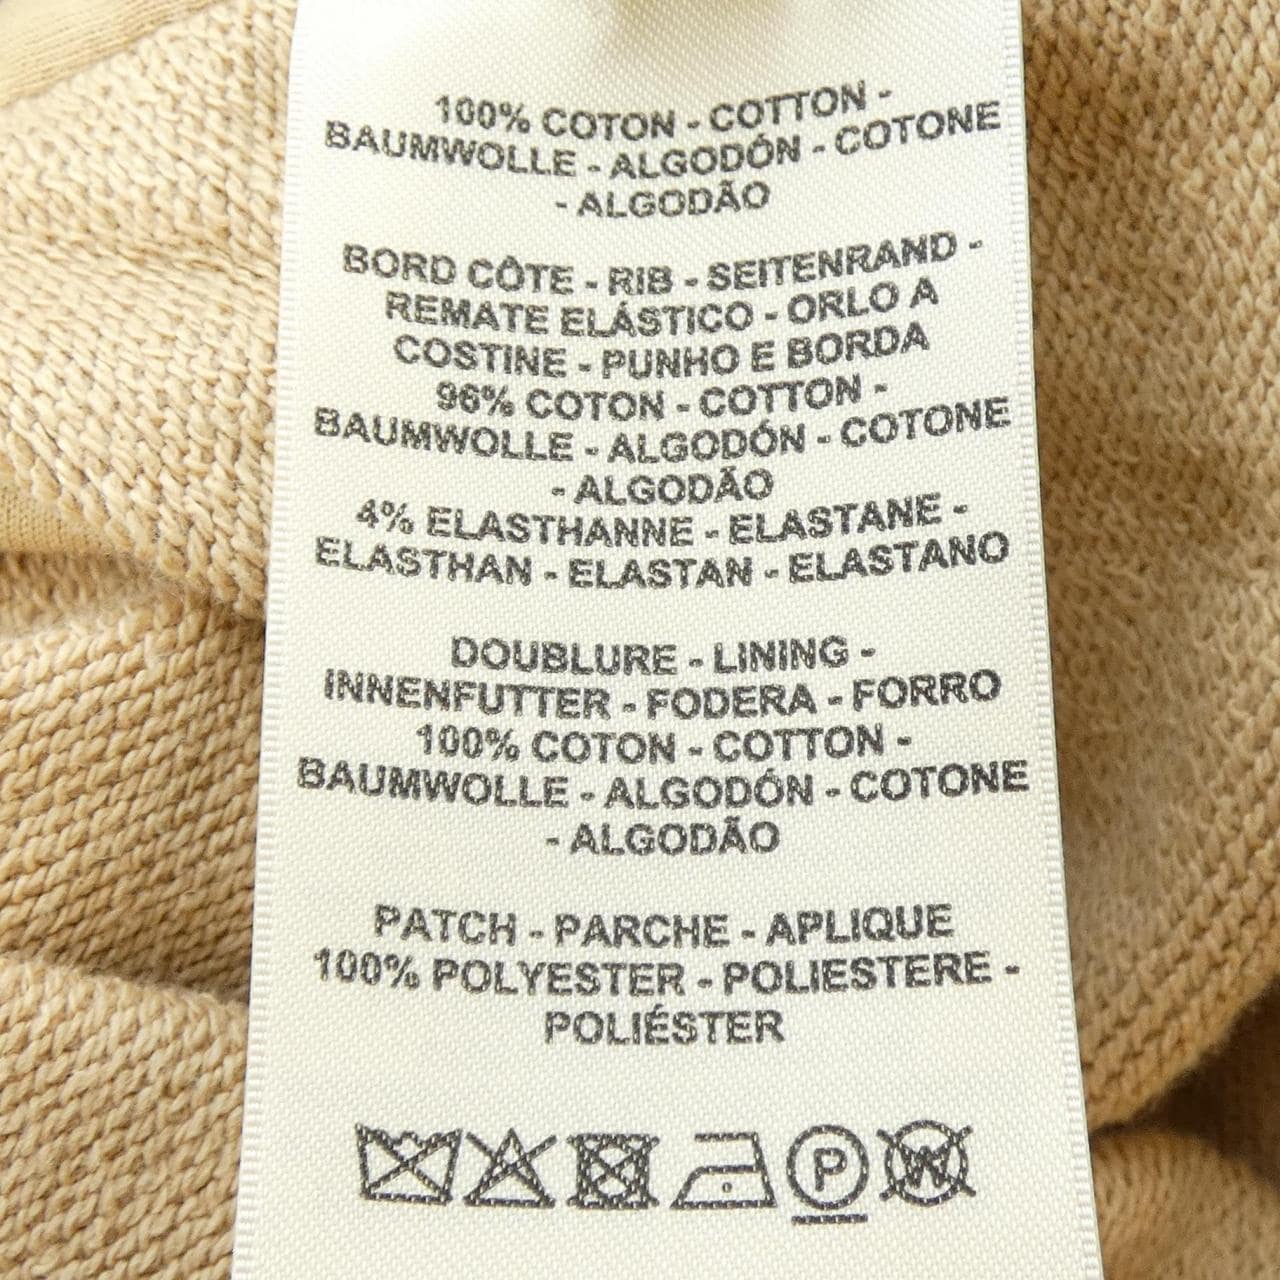 100% COTON - COTTON -
BAUMWOLLE - ALGODÓN - COTONE
- ALGODÃO
BORD CÔTE - RIB - SEITENRAND -
REMATE ELÁSTICO - ORLO A
COSTINE - PUNHO E BORDA
96% COTON - COTTON -
BAUMWOLLE - ALGODÓN - COTONE
- ALGODÃO
4% ELASTHANNE - ELASTANE -
ELASTHAN - ELASTAN - ELASTANO
DOUBLURE - LINING -
INNENFUTTER - FODERA - FORRO
100% COTON - COTTON -
BAUMWOLLE - ALGODÓN - COTONE
- ALGODÃO
PATCH - PARCHE - APLIQUE
100% POLYESTER - POLIESTERE -
POLIÉSTER
P W